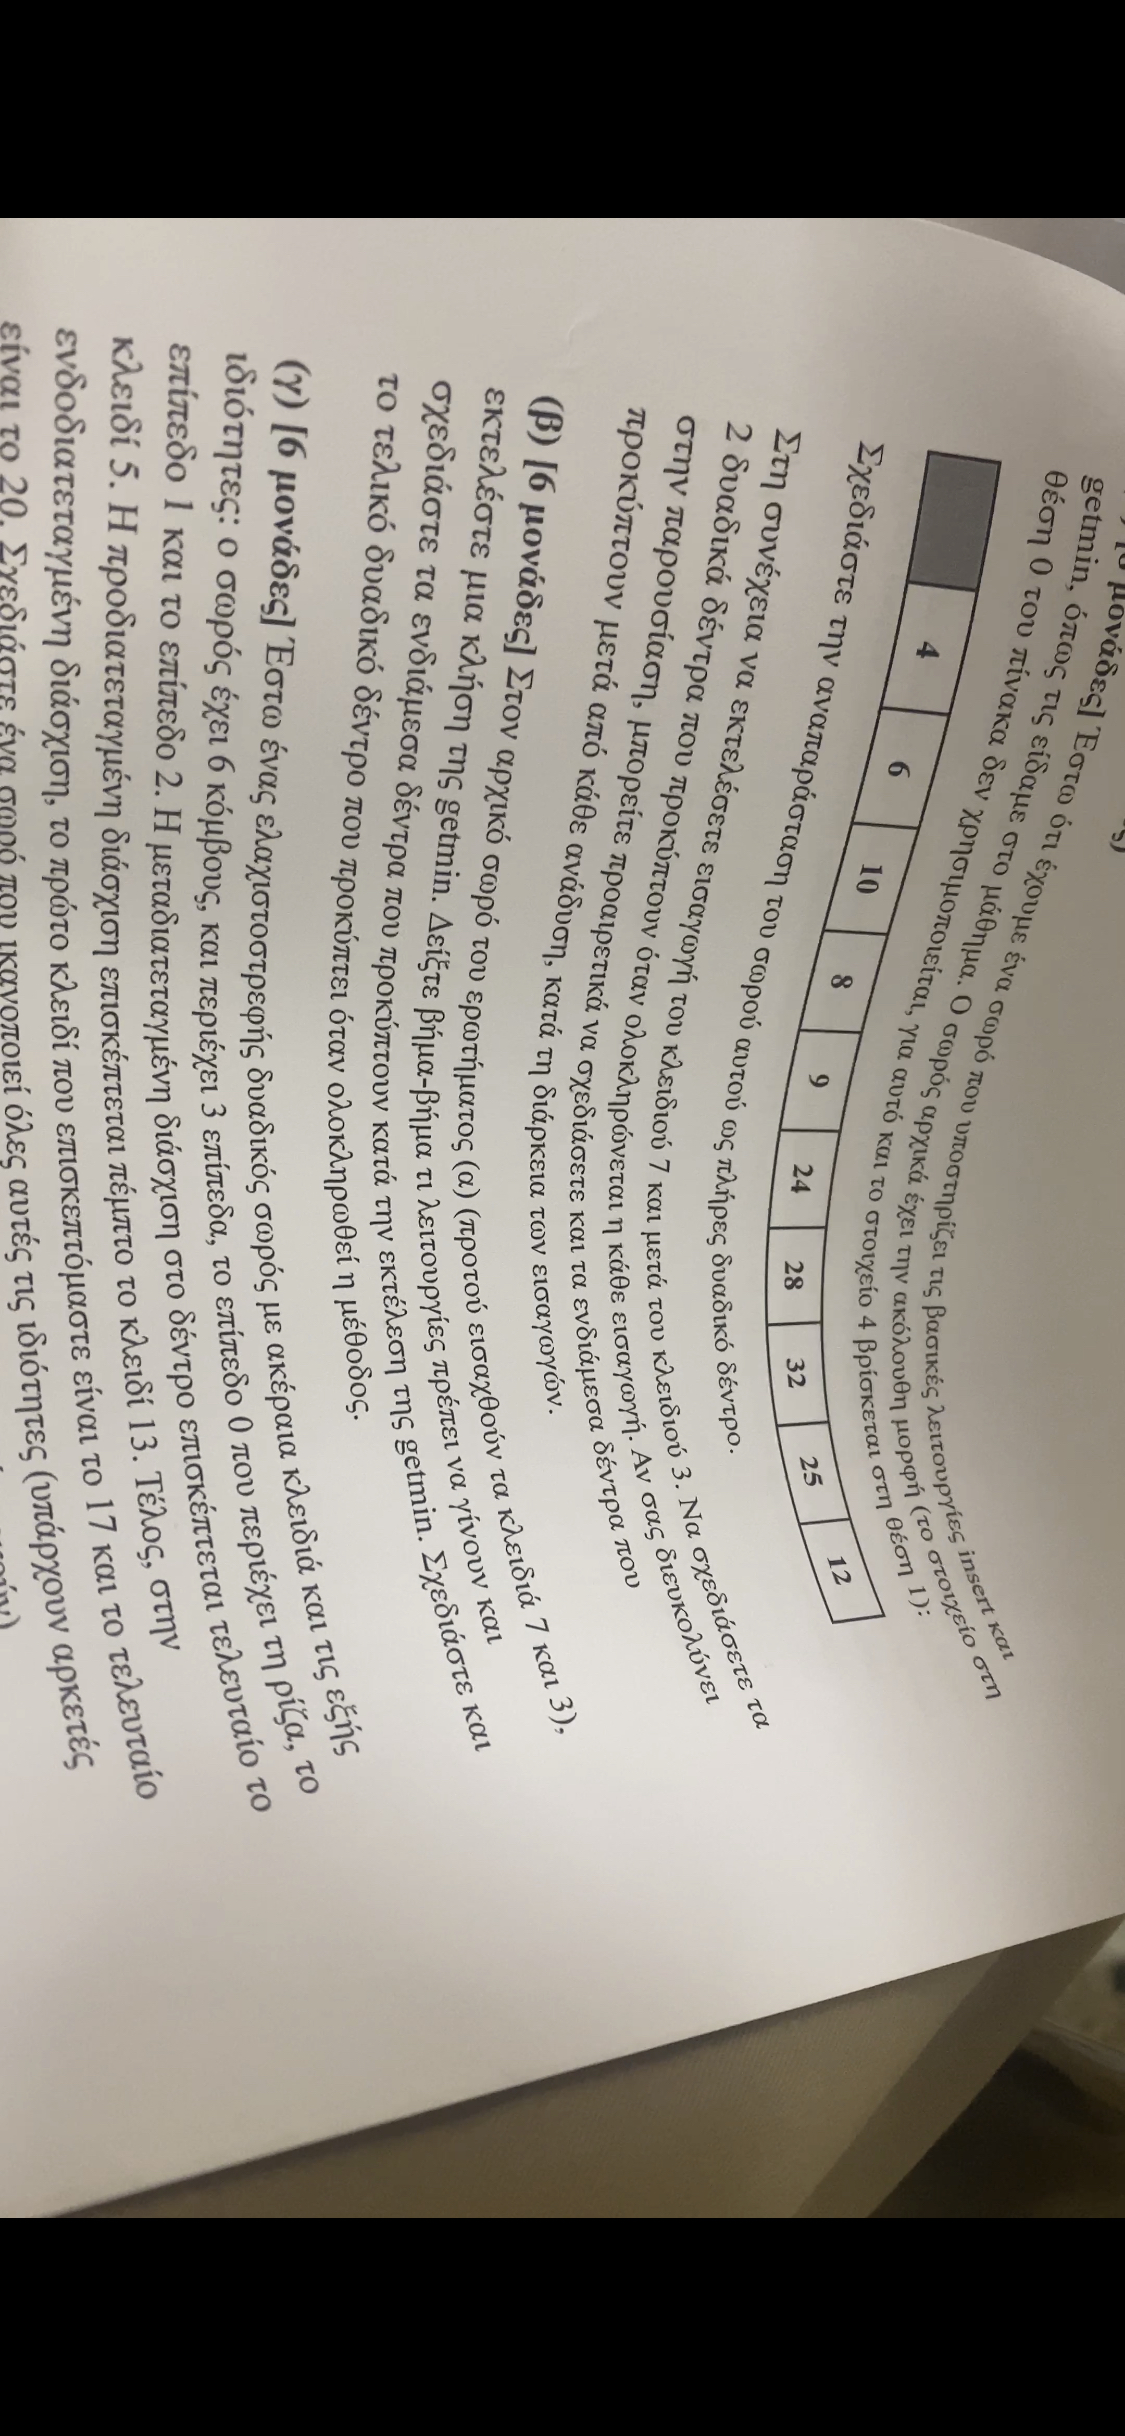 μονάδες] Έστω ότι έχουμε ένα σωρό που υποστηρίζει τις βασικές λειτουργίες insert και
getmin, όπως τις είδαμε στο μάθημα. Ο σωρός αρχικά έχει την ακόλουθη μορφή (το στοιχείο στη
θέση 0 του πίνακα δεν χρησιμοποιείται, για αυτό και το στοιχείο 4 βρίσκεται στη θέση 1):
4 6 10 8 9 24 28 32 25 12
Σχεδιάστε την αναπαράσταση του σωρού αυτού ως πλήρες δυαδικό δέντρο.
Στη συνέχεια να εκτελέσετε εισαγωγή του κλειδιού 7 και μετά του κλειδιού 3. Να σχεδιάσετε τα
2 δυαδικά δέντρα που προκύπτουν όταν ολοκληρώνεται η κάθε εισαγωγή. Αν σας διευκολύνει
στην παρουσίαση, μπορείτε προαιρετικά να σχεδιάσετε και τα ενδιάμεσα δέντρα που
προκύπτουν μετά από κάθε ανάδυση, κατά τη διάρκεια των εισαγωγών.
(β) [6 μονάδες] Στον αρχικό σωρό του ερωτήματος (α) (προτού εισαχθούν τα κλειδιά 7 και 3),
εκτελέστε μια κλήση της getmin. Δείξτε βήμα-βήμα τι λειτουργίες πρέπει να γίνουν και
σχεδιάστε τα ενδιάμεσα δέντρα που προκύπτουν κατά την εκτέλεση της getmin. Σχεδιάστε και
το τελικό δυαδικό δέντρο που προκύπτει όταν ολοκληρωθεί η μέθοδος.
(γ) [6 μονάδες] Έστω ένας ελαχιστοστρεφής δυαδικός σωρός με ακέραια κλειδιά και τις εξής
ιδιότητες: ο σωρός έχει 6 κόμβους, και περιέχει 3 επίπεδα, το επίπεδο 0 που περιέχει τη ρίζα, το
επίπεδο 1 και το επίπεδο 2. Η μεταδιατεταγμένη διάσχιση στο δέντρο επισκέπτεται τελευταίο το
κλειδί 5. Η προδιατεταγμένη διάσχιση επισκέπτεται πέμπτο το κλειδί 13. Τέλος, στην
ενδοδιατεταγμένη διάσχιση, το πρώτο κλειδί που επισκεπτόμαστε είναι το 17 και το τελευταίο
είναι το 20. Σχεδιάστε ένα σωρό που ικανοποιεί όλες αυτές τις ιδιότητες (υπάρχουν αρκετές